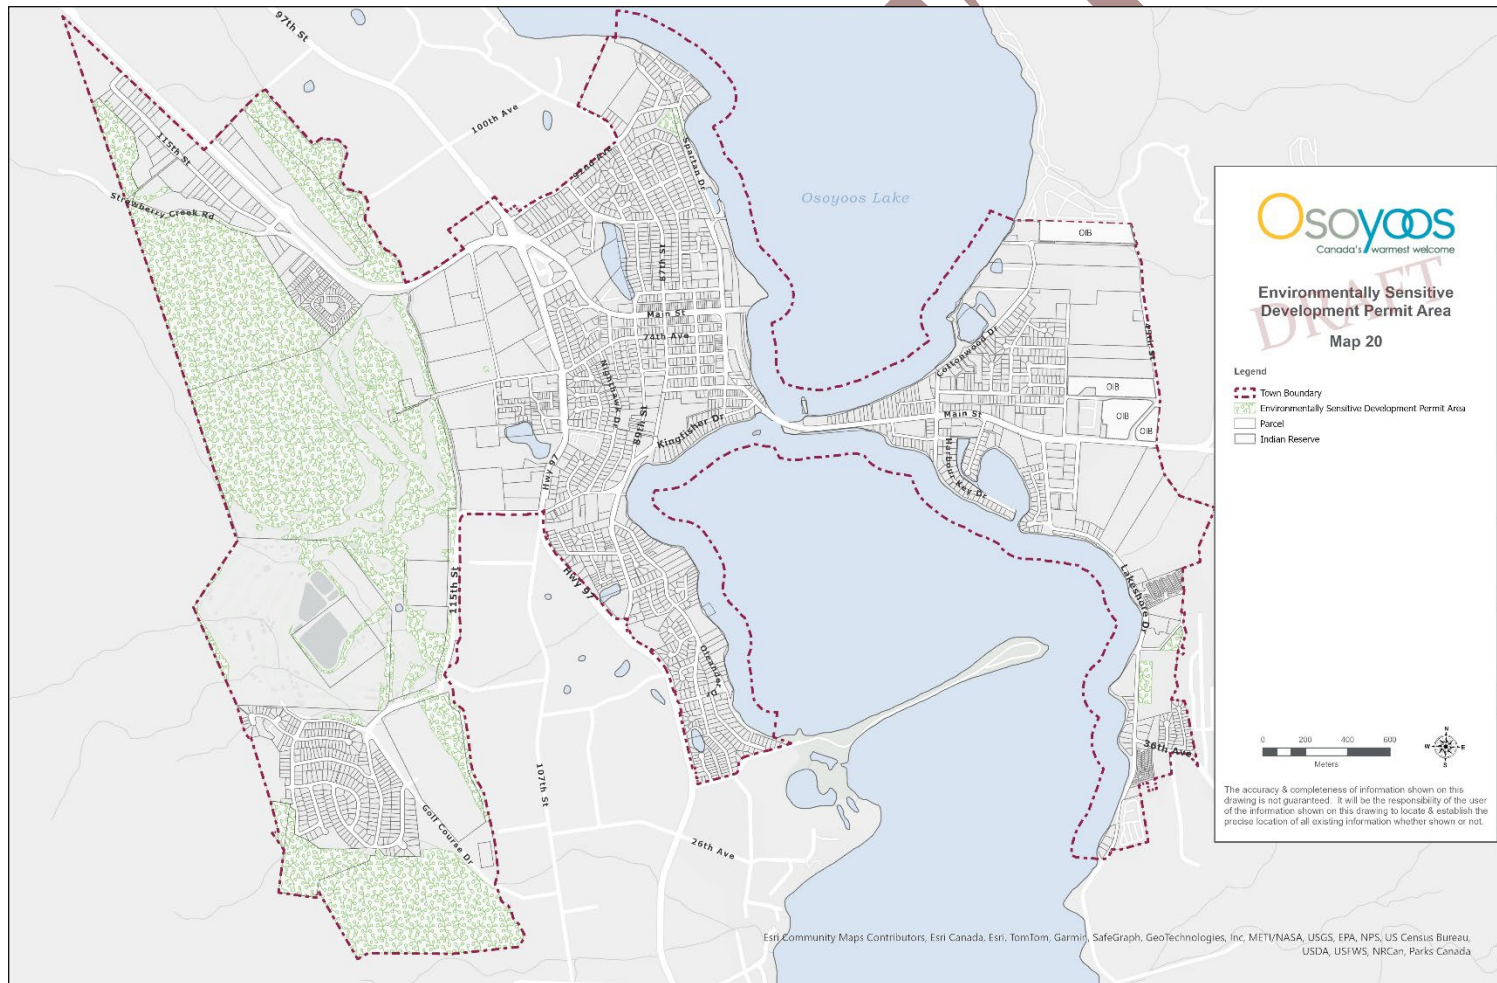 97th St
100th Ave
92nd Ave
115th St
Strawberry Creek Rd
Spartan Dr
Osoyoos Lake
87th St
Main St
74th Ave
Nighthawk Dr
89th St
Kingfisher Dr
Hwy 97
Hwy 97
115th St
Oleander Dr
107th St
Golf Course Dr
26th Ave
OIB
45th St
Cottonwood Dr
OIB
OIB
OIB
Main St
Harbour Key Dr
Lakeshore Dr
36th Ave
Osoyoos
Canada's warmest welcome
DRAFT
Environmentally Sensitive
Development Permit Area
Map 20
Legend
Town Boundary
Environmentally Sensitive Development Permit Area
Parcel
Indian Reserve
0 200 400 600
Meters
N
W E
S
The accuracy & completeness of information shown on this
drawing is not guaranteed. It will be the responsibility of the user
of the information shown on this drawing to locate & establish the
precise location of all existing information whether shown or not.
Esri Community Maps Contributors, Esri Canada, Esri, TomTom, Garmin, SafeGraph, GeoTechnologies, Inc, METI/NASA, USGS, EPA, NPS, US Census Bureau,
USDA, USFWS, NRCan, Parks Canada